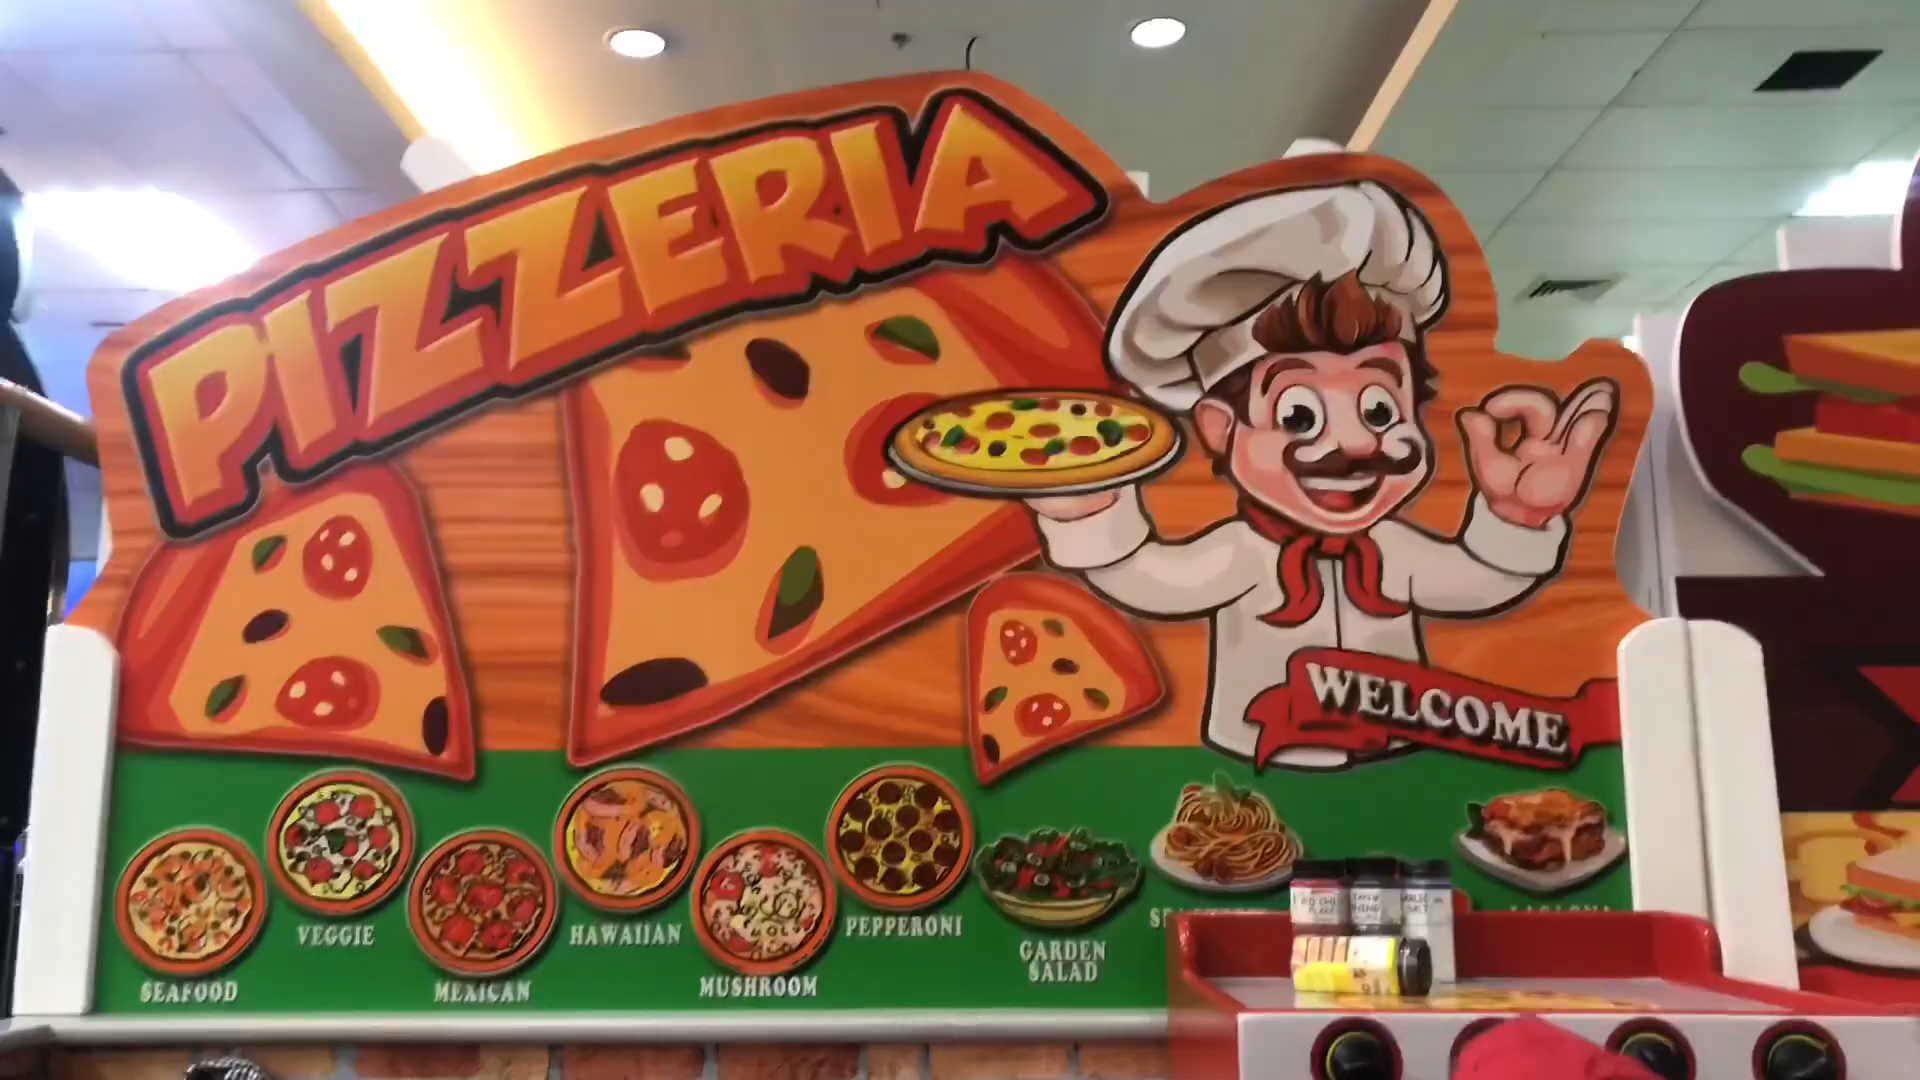 PIZZERIA
WELCOME
SEAFOOD
VEGGIE
MEXICAN
HAWAIIAN
MUSHROOM
PEPPERONI
GARDEN
SALAD